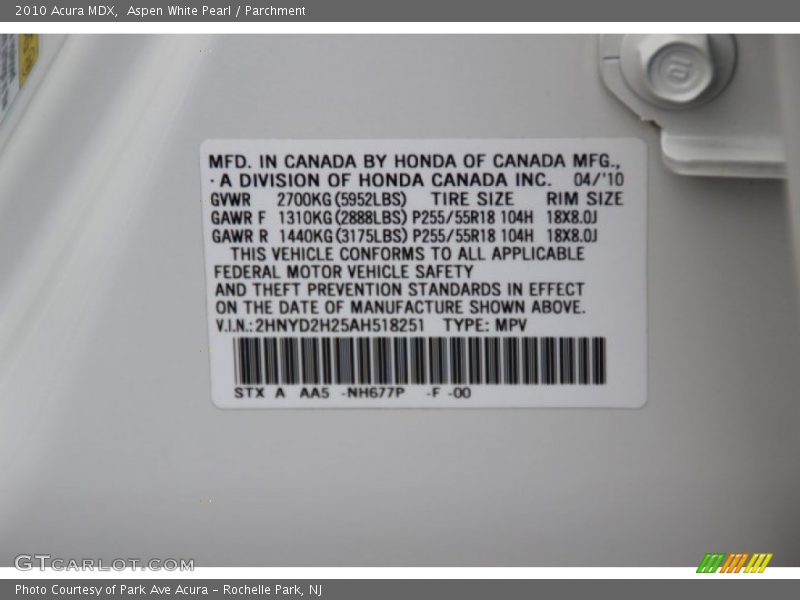 2010 Acura MDX,  Aspen White Pearl / Parchment
MFD. IN CANADA BY HONDA OF CANADA MFG.,
· A DIVISION OF HONDA CANADA INC. 04/'10
GVWR 2700KG(5952LBS) TIRE SIZE RIM SIZE
GAWR F 1310KG(2888LBS) P255/55R18 104H 18X8.0J
GAWR R 1440KG(3175LBS) P255/55R18 104H 18X8.0J
THIS VEHICLE CONFORMS TO ALL APPLICABLE
FEDERAL MOTOR VEHICLE SAFETY
AND THEFT PREVENTION STANDARDS IN EFFECT
ON THE DATE OF MANUFACTURE SHOWN ABOVE.
V.I.N.: 2HNYD2H25AH518251 TYPE: MPV
STX A AA5 -NH677P -F -00
GTCARLOT.COM
Photo Courtesy of Park Ave Acura – Rochelle Park, NJ